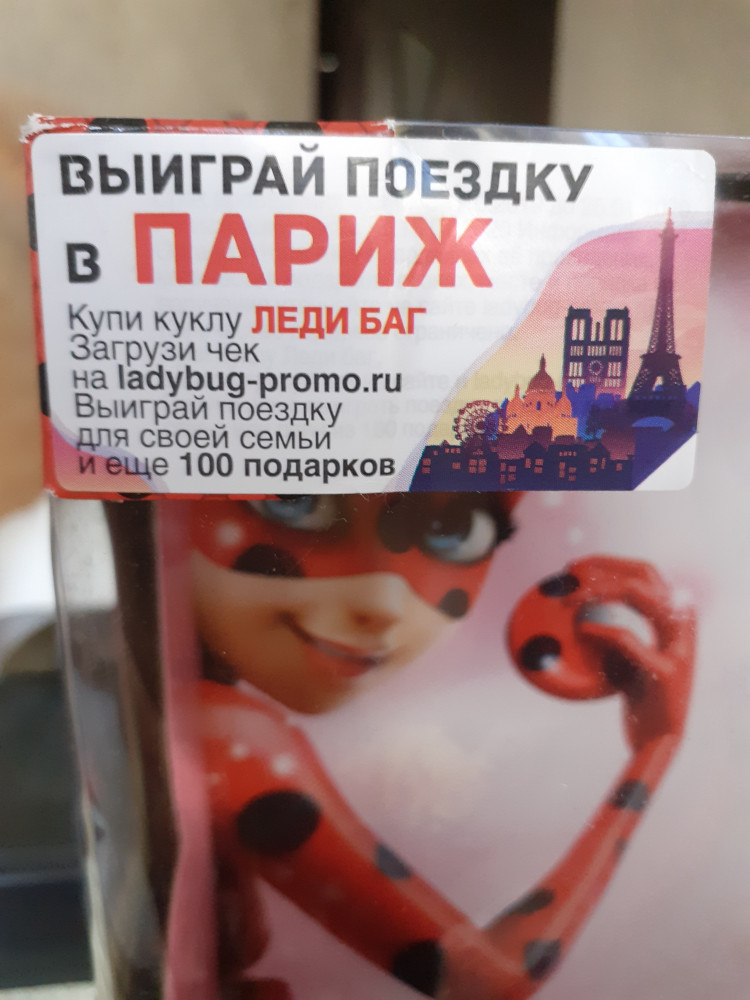 ВЫИГРАЙ ПОЕЗДКУ
В ПАРИЖ
Купи куклу ЛЕДИ БАГ
Загрузи чек
на ladybug-promo.ru
Выиграй поездку
для своей семьи
и еще 100 подарков